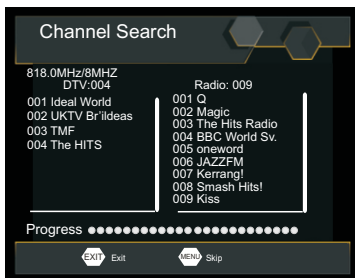 Channel Search
818.0MHz/8MHZ
DTV:004
001 Ideal World
002 UKTV Br'ildeas
003 TMF
004 The HITS
Radio: 009
001 Q
002 Magic
003 The Hits Radio
004 BBC World Sv.
005 oneword
006 JAZZFM
007 Kerrang!
008 Smash Hits!
009 Kiss
Progress
EXIT Exit
MENU Skip